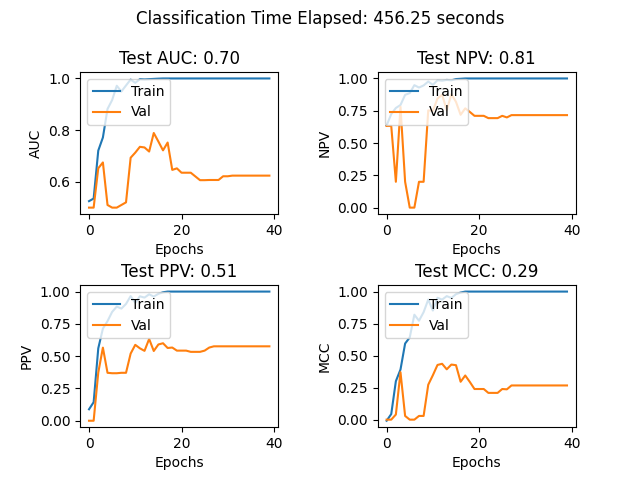 Classification Time Elapsed: 456.25 seconds
Test AUC: 0.70
Test NPV: 0.81
1.0
0.8
0.6
AUC
Train
Val
0
20
40
Epochs
1.00
0.75
0.50
0.25
0.00
NPV
Train
Val
0
20
40
Epochs
Test PPV: 0.51
Test MCC: 0.29
1.00
0.75
0.50
0.25
0.00
PPV
Train
Val
0
20
40
Epochs
1.00
0.75
0.50
0.25
0.00
MCC
Train
Val
0
20
40
Epochs